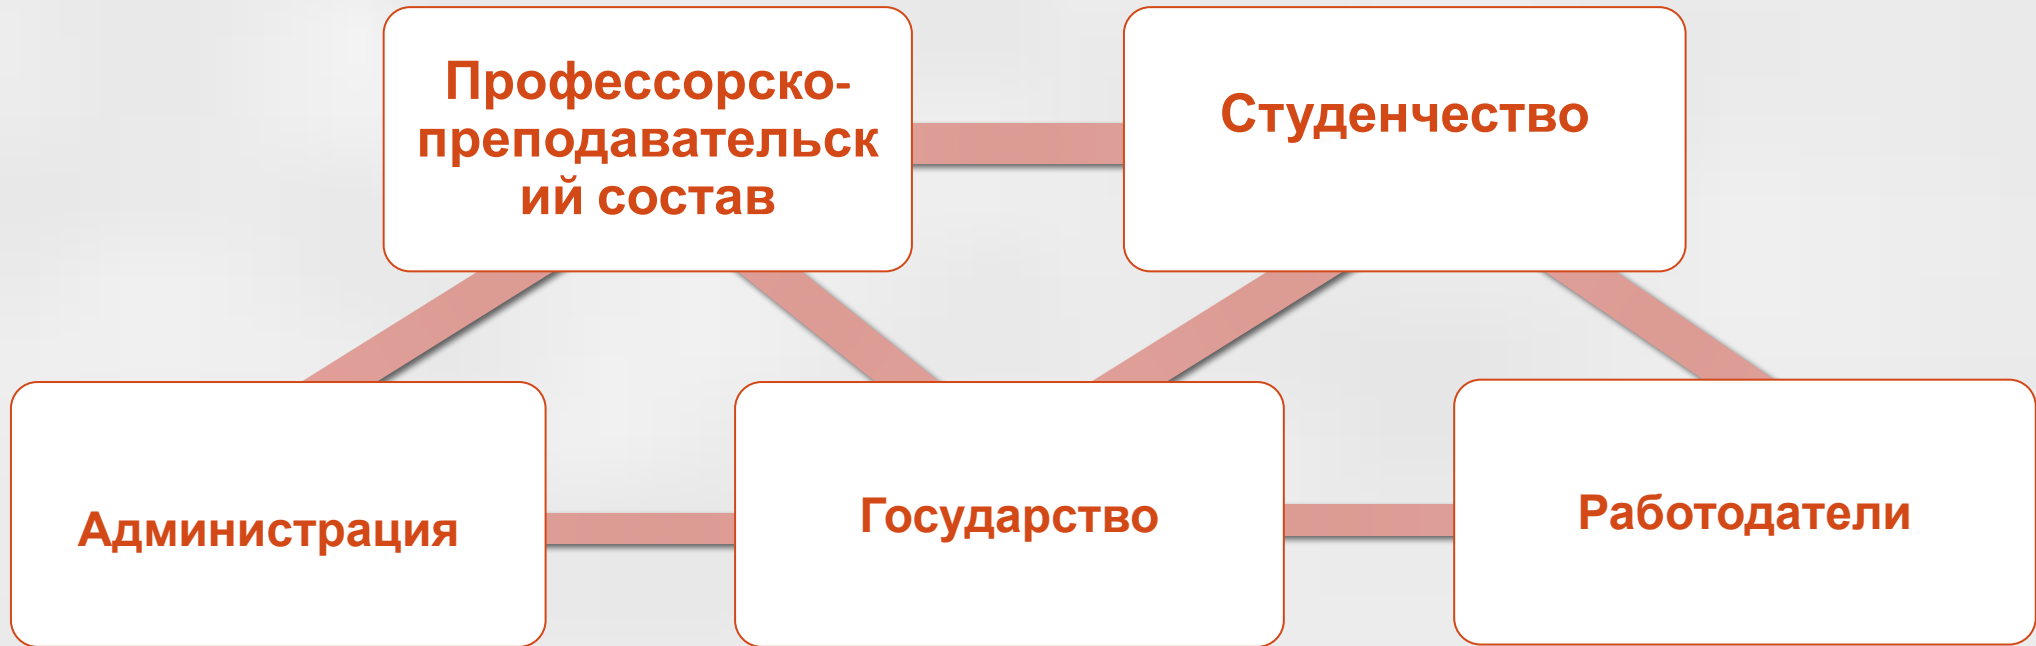 Профессорско-
преподавательск
ий состав
Студенчество
Администрация
Государство
Работодатели